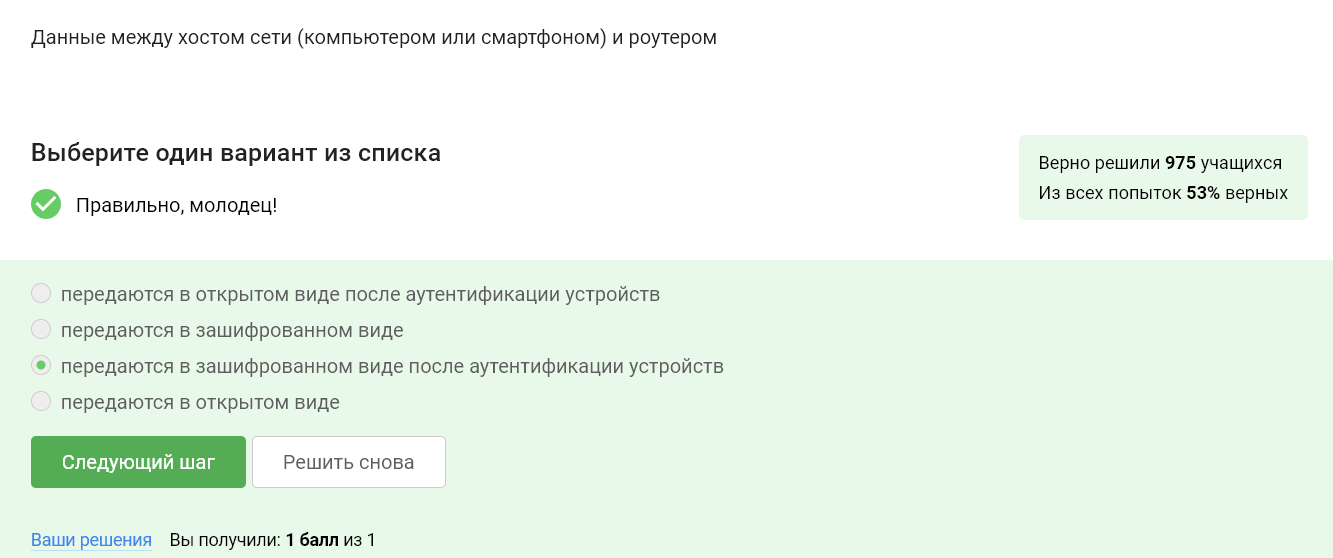 Данные между хостом сети (компьютером или смартфоном) и роутером
Выберите один вариант из списка
Правильно, молодец!
Верно решили 975 учащихся
Из всех попыток 53% верных
передаются в открытом виде после аутентификации устройств
передаются в зашифрованном виде
передаются в зашифрованном виде после аутентификации устройств
передаются в открытом виде
Следующий шаг Решить снова
Ваши решения Вы получили: 1 балл из 1